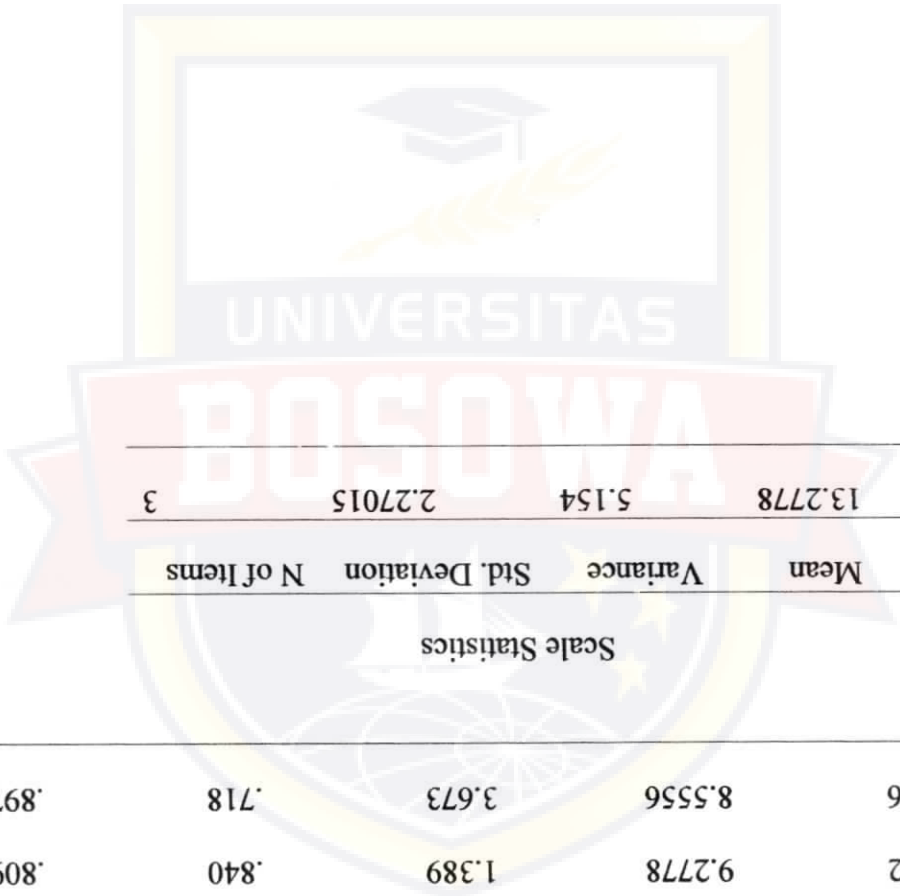 9.2778 1.389 .840 .809
8.5556 3.673 .718
Scale Statistics
Mean Variance Std. Deviation N of Items
13.2778 5.154 2.27015 3
UNIVERSITAS
BOSOWA